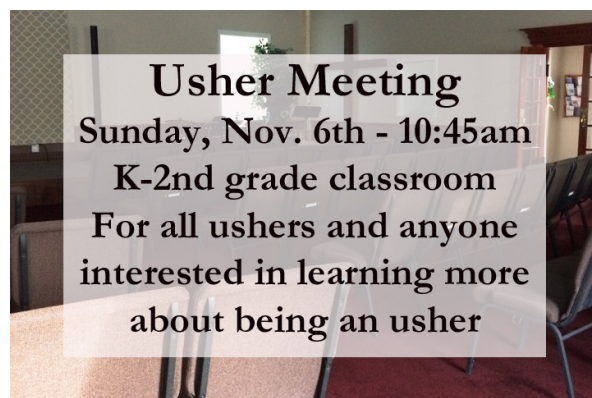 Usher Meeting
Sunday, Nov. 6th - 10:45am
K-2nd grade classroom
For all ushers and anyone
interested in learning more
about being an usher